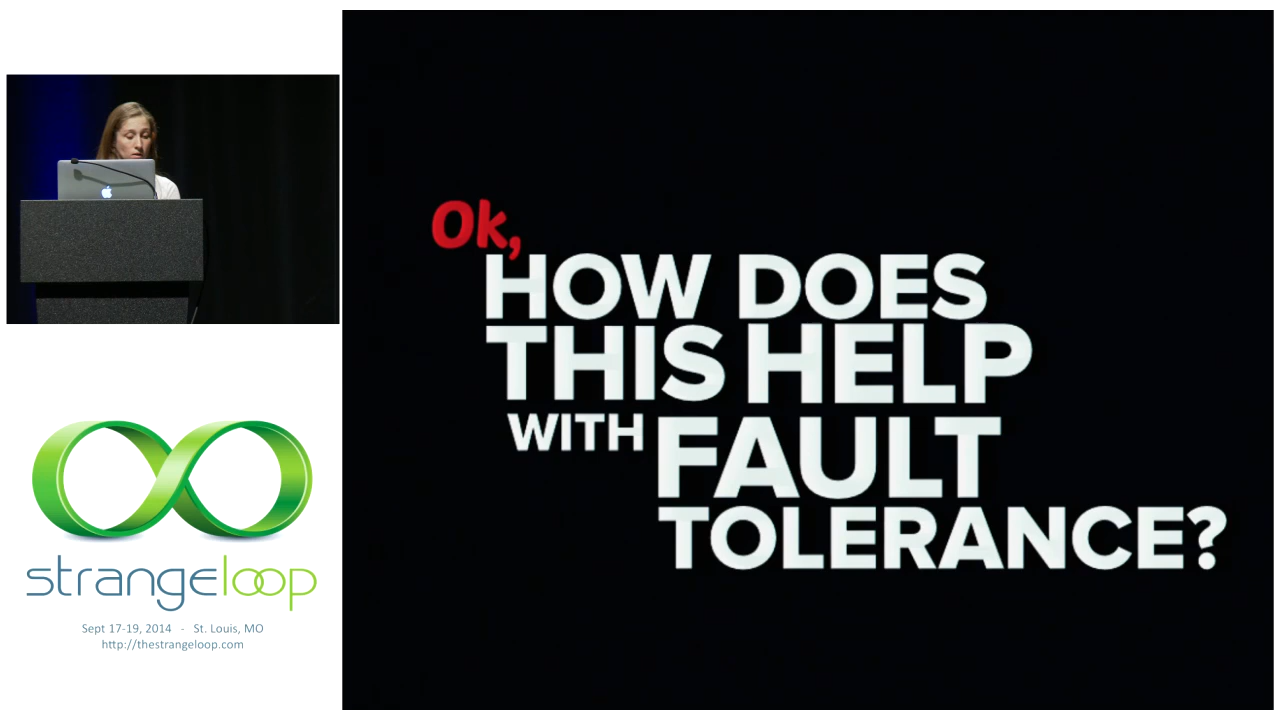 Ok,
HOW DOES
THIS HELP
WITH FAULT
TOLERANCE?
strangeloop
Sept 17-19, 2014 - St. Louis, MO
http://thestrangeloop.com